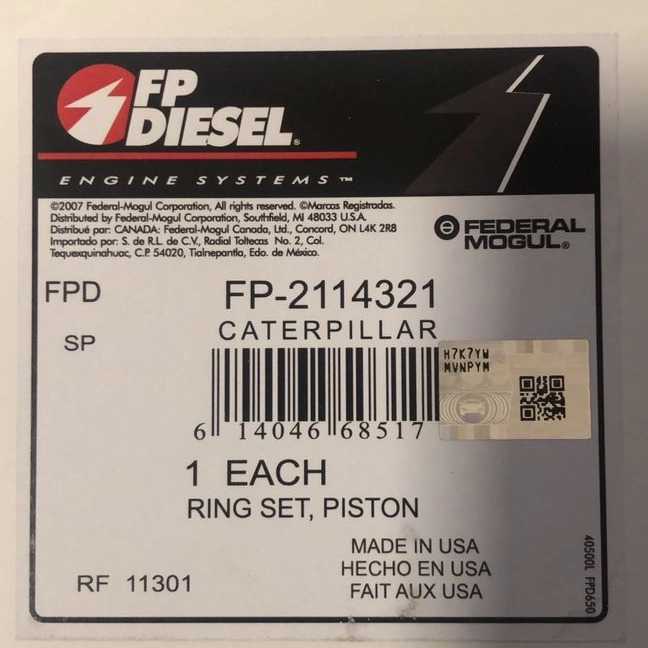 FP
DIESEL®
ENGINE SYSTEMS™
©2007 Federal-Mogul Corporation, All rights reserved. ©Marcas Registradas.
Distributed by Federal-Mogul Corporation, Southfield, MI 48033 U.S.A.
Distribué par: CANADA: Federal-Mogul Canada, Ltd., Concord, ON L4K 2R8
Importado por: S. de R.L. de C.V., Radial Toltecas No. 2, Col.
Tequexquinahuac, C.P. 54020, Tlalnepantla, Edo. de México.
FEDERAL
MOGUL®
FPD
FP-2114321
SP
CATERPILLAR
H7K7YW
MVNPYM
6 14046 68517
1 EACH
RING SET, PISTON
MADE IN USA
HECHO EN USA
RF 11301
FAIT AUX USA
40500L FPD650